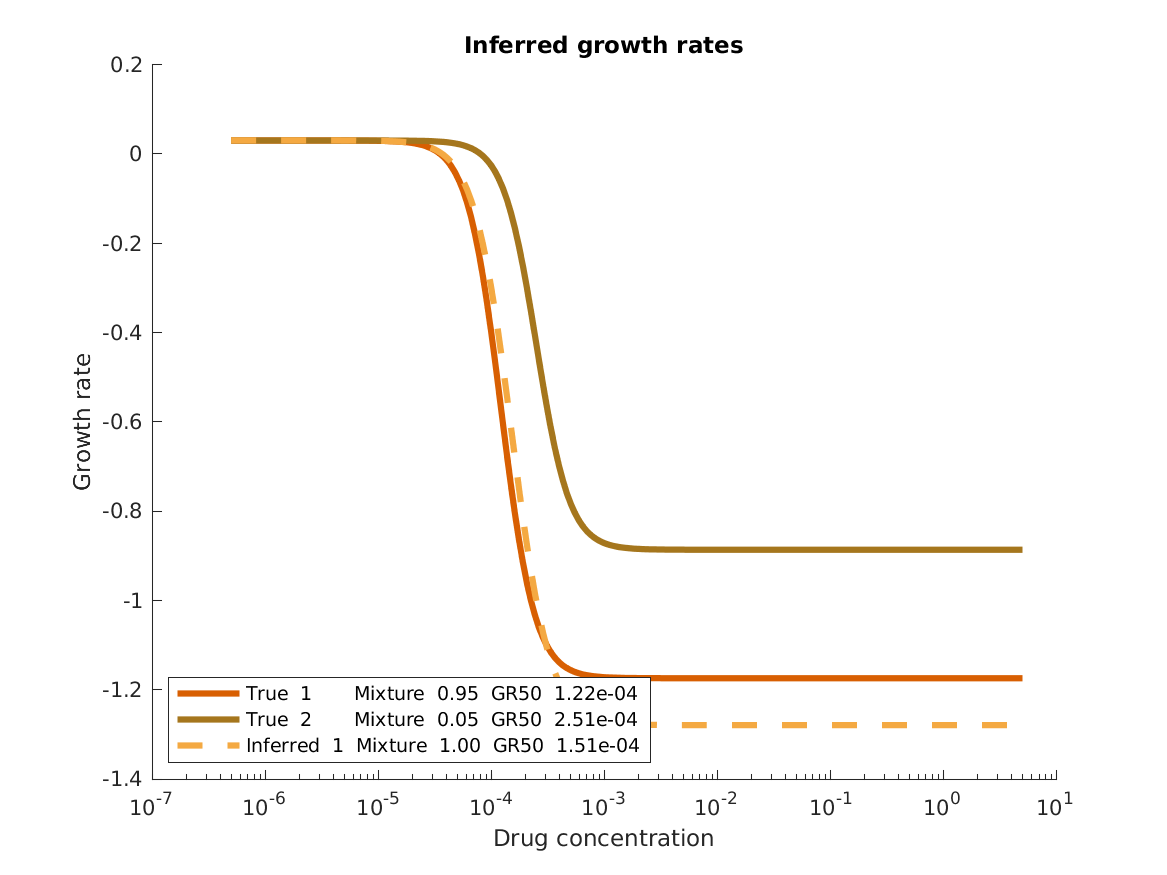 Inferred growth rates
0.2
0
-0.2
-0.4
-0.6
-0.8
-1
-1.2
-1.4
Growth rate
True 1 Mixture 0.95 GR50 1.22e-04
True 2 Mixture 0.05 GR50 2.51e-04
Inferred 1 Mixture 1.00 GR50 1.51e-04
10^-7 10^-6 10^-5 10^-4 10^-3 10^-2 10^-1 10^0 10^1
Drug concentration